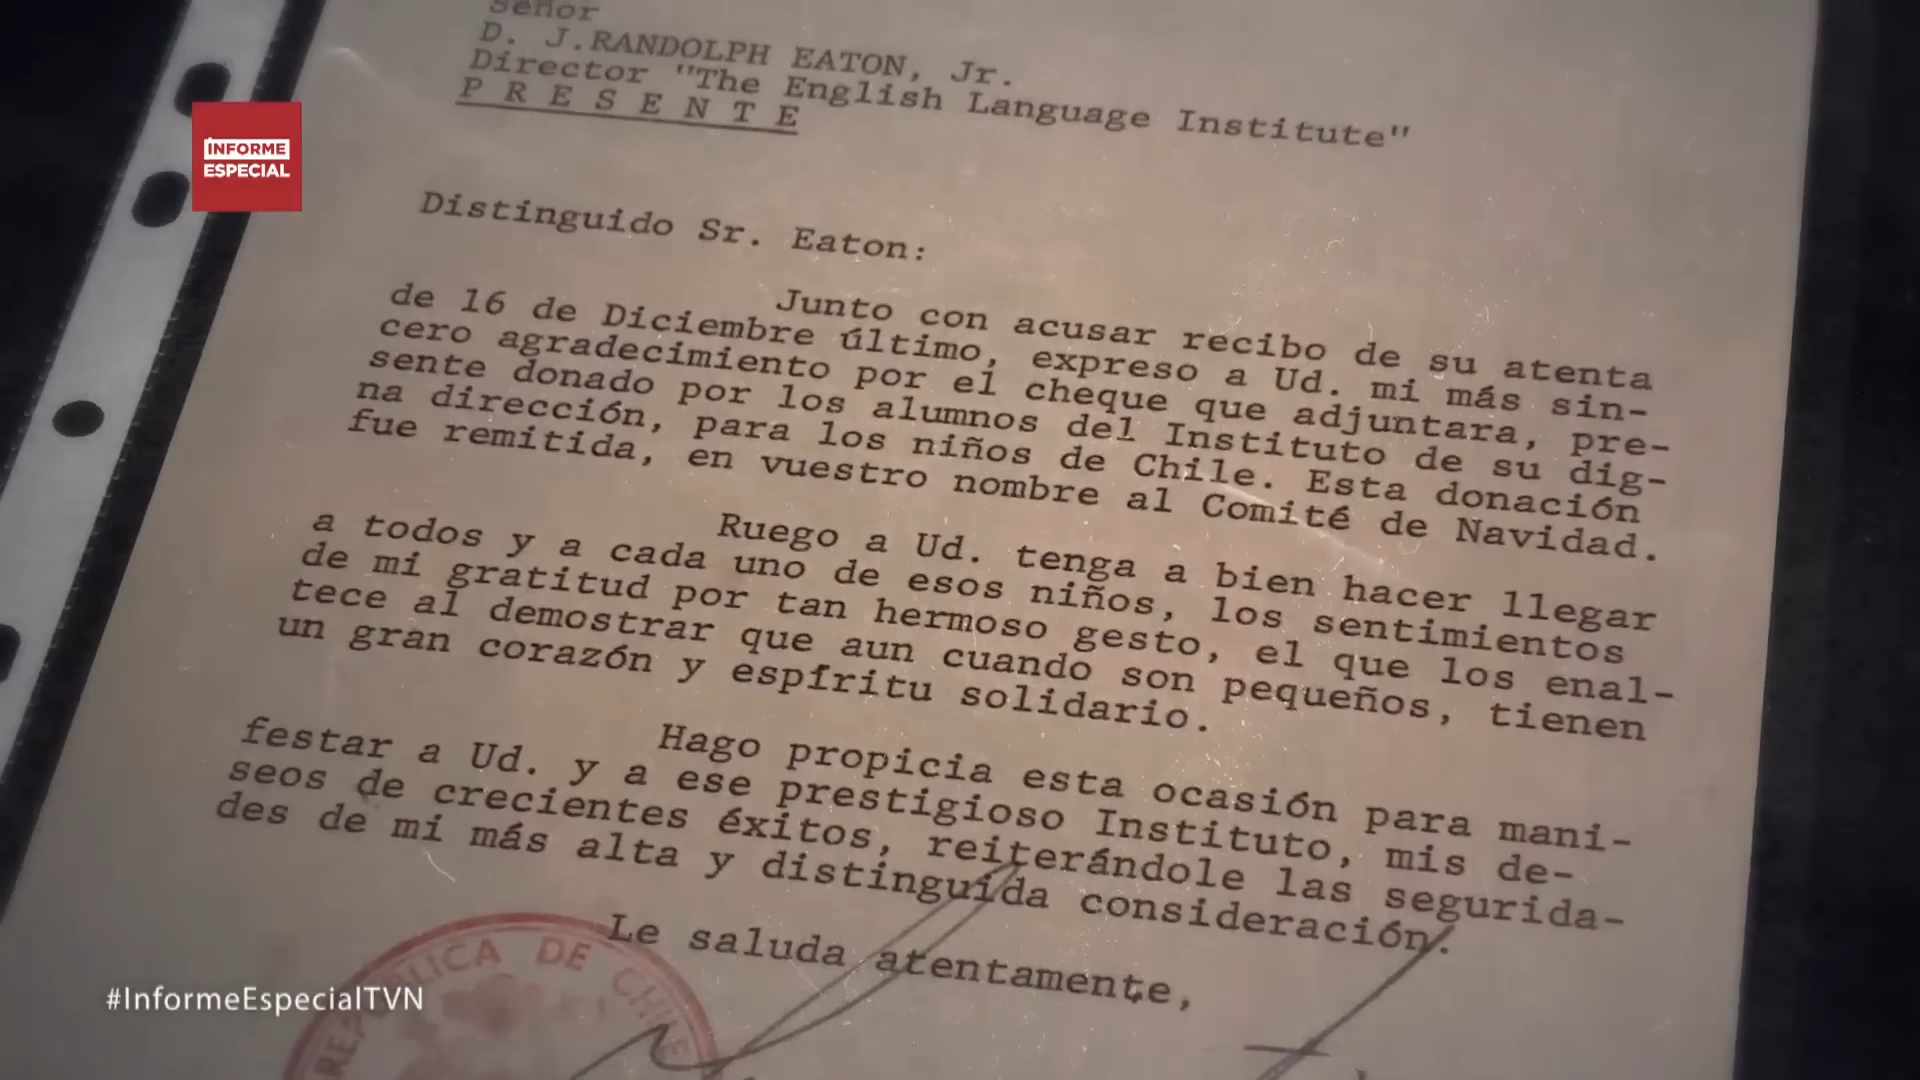 Señor
D. J.RANDOLPH EATON, Jr.
Director "The English Language Institute"
P R E S E N T E
INFORME
ESPECIAL
Distinguido Sr. Eaton:
Junto con acusar recibo de su atenta
de 16 de Diciembre último, expreso a Ud. mi más sin-
cero agradecimiento por el cheque que adjuntara, pre-
sente donado por los alumnos del Instituto de su dig-
na dirección, para los niños de Chile. Esta donación
fue remitida, en vuestro nombre al Comité de Navidad.
Ruego a Ud. tenga a bien hacer llegar
a todos y a cada uno de esos niños, los sentimientos
de mi gratitud por tan hermoso gesto, el que los enal-
tece al demostrar que aun cuando son pequeños, tienen
un gran corazón y espíritu solidario.
Hago propicia esta ocasión para mani-
festar a Ud. y a ese prestigioso Instituto, mis de-
seos de crecientes éxitos, reiterándole las segurida-
des de mi más alta y distinguida consideración.
Le saluda atentamente,
REPUBLICA DE CHILE
#InformeEspecialTVN